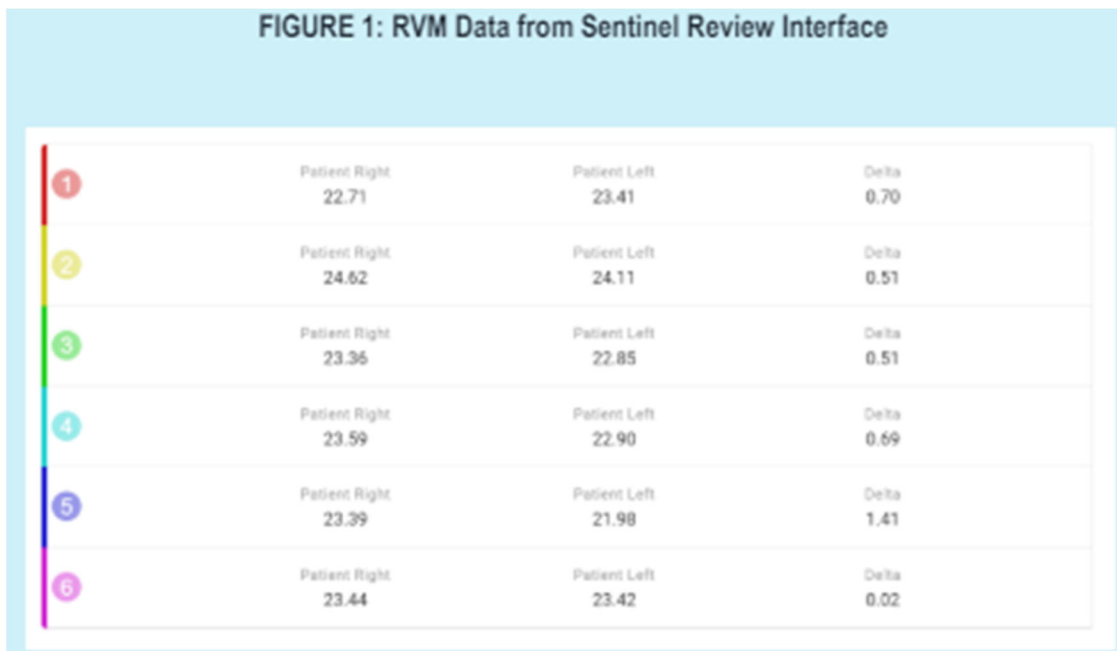 FIGURE 1: RVM Data from Sentinel Review Interface
Patient Right Patient Left Delta
1 22.71 23.41 0.70
Patient Right Patient Left Delta
2 24.62 24.11 0.51
Patient Right Patient Left Delta
3 23.36 22.85 0.51
Patient Right Patient Left Delta
4 23.59 22.90 0.69
Patient Right Patient Left Delta
5 23.39 21.98 1.41
Patient Right Patient Left Delta
6 23.44 23.42 0.02